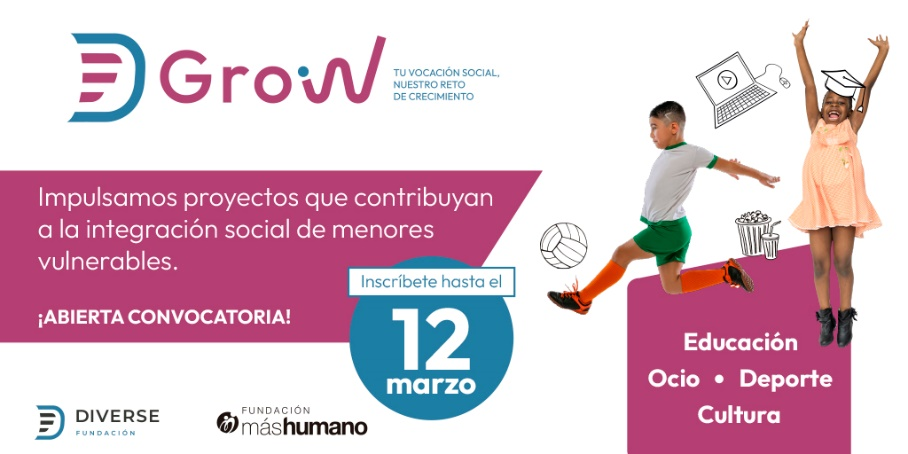 Grow
TU VOCACIÓN SOCIAL,
NUESTRO RETO
DE CRECIMIENTO
Impulsamos proyectos que contribuyan
a la integración social de menores
vulnerables.
¡ABIERTA CONVOCATORIA!
Inscríbete hasta el
12
marzo
Educación
Ocio • Deporte
Cultura
DIVERSE
FUNDACIÓN
FUNDACIÓN
máshumano